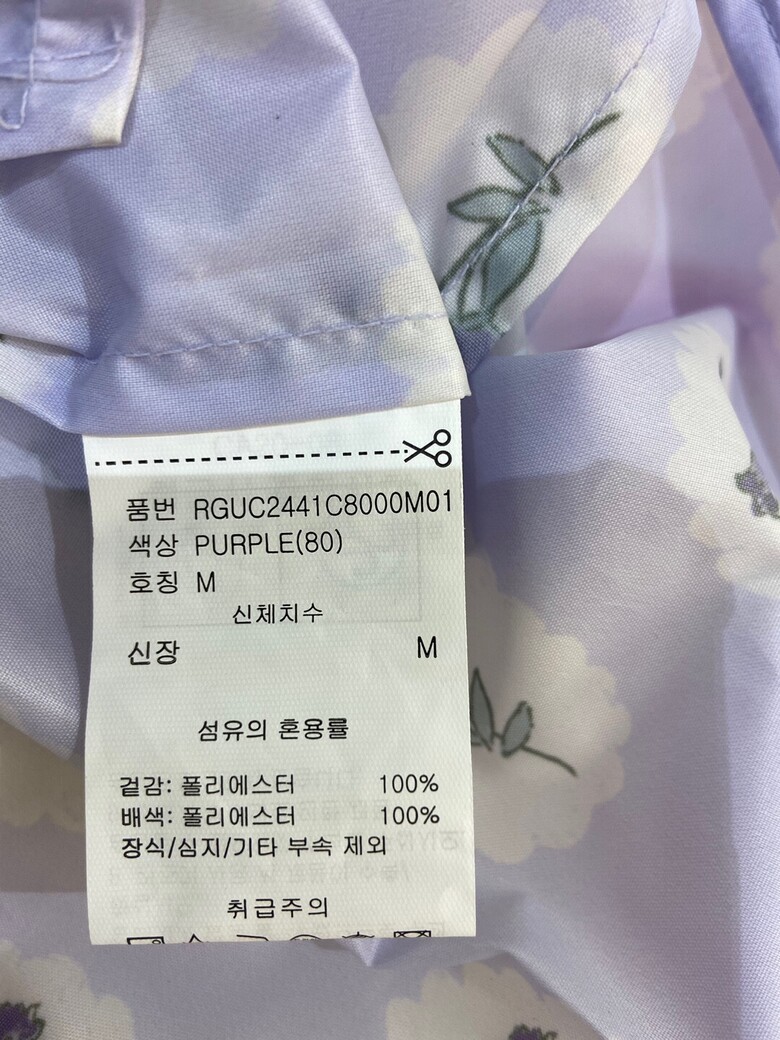 품번 RGUC2441C8000M01
색상 PURPLE(80)
호칭 M
신체치수
신장 M
섬유의 혼용률
겉감: 폴리에스터 100%
배색: 폴리에스터 100%
장식/심지/기타 부속 제외
취급주의